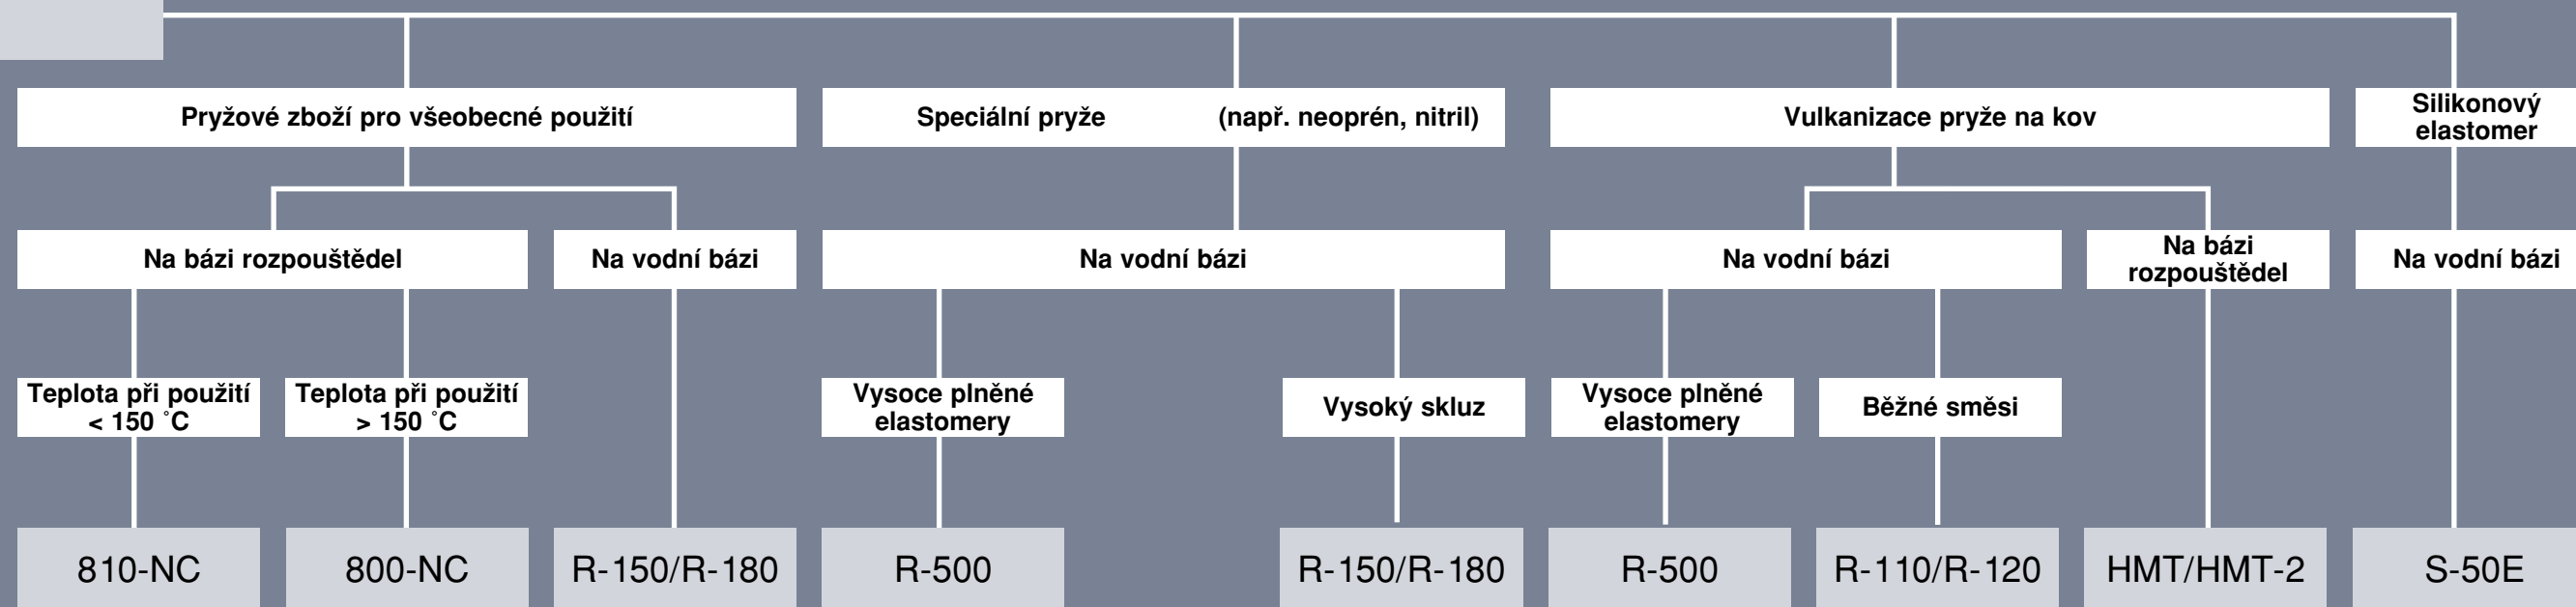 Pryžové zboží pro všeobecné použití
Speciální pryže (např. neoprén, nitril)
Vulkanizace pryže na kov
Silikonový
elastomer
Na bázi rozpouštědel
Na vodní bázi
Na vodní bázi
Na vodní bázi
Na bázi
rozpouštědel
Na vodní bázi
Teplota při použití
< 150 ˚C
Teplota při použití
> 150 ˚C
Vysoce plněné
elastomery
Vysoký skluz
Vysoce plněné
elastomery
Běžné směsi
810-NC
800-NC
R-150/R-180
R-500
R-150/R-180
R-500
R-110/R-120
HMT/HMT-2
S-50E